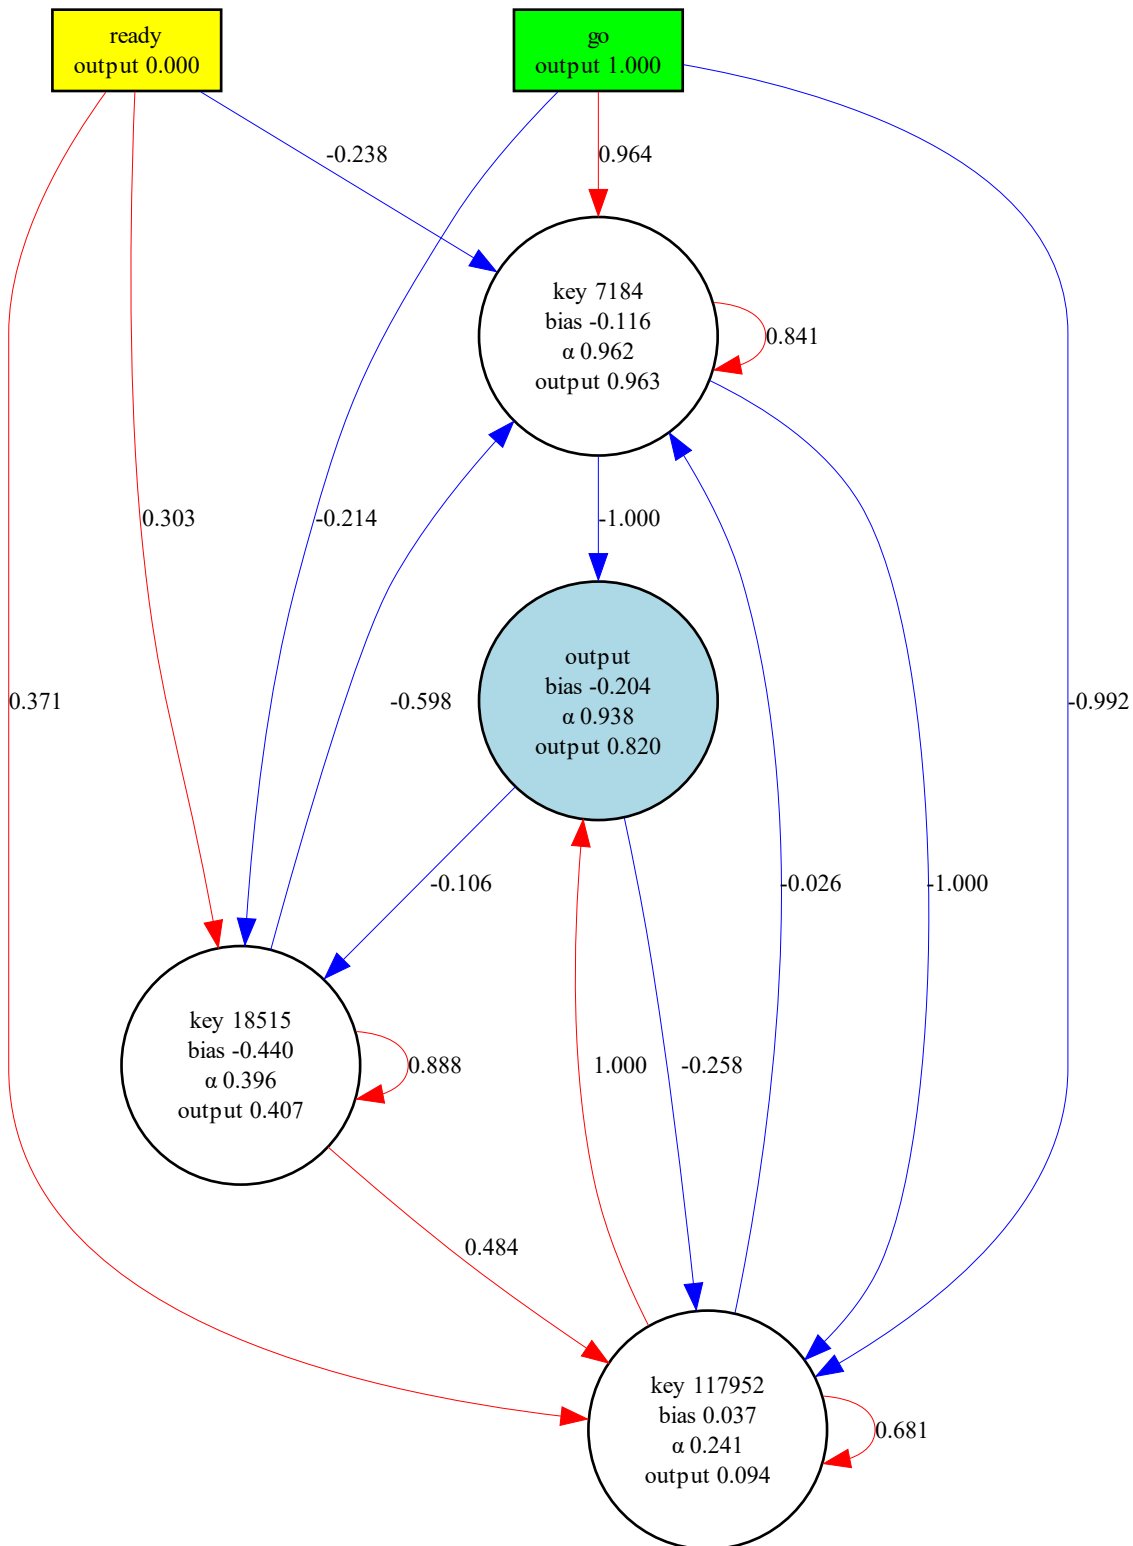 ready
output 0.000
go
output 1.000
-0.238
0.964
key 7184
bias -0.116
α 0.962
output 0.963
0.841
0.303
-0.214
-1.000
output
bias -0.204
α 0.938
output 0.820
0.371
-0.598
-0.992
-0.106
-0.026
-1.000
key 18515
bias -0.440
α 0.396
output 0.407
0.888
1.000
-0.258
0.484
key 117952
bias 0.037
α 0.241
output 0.094
0.681